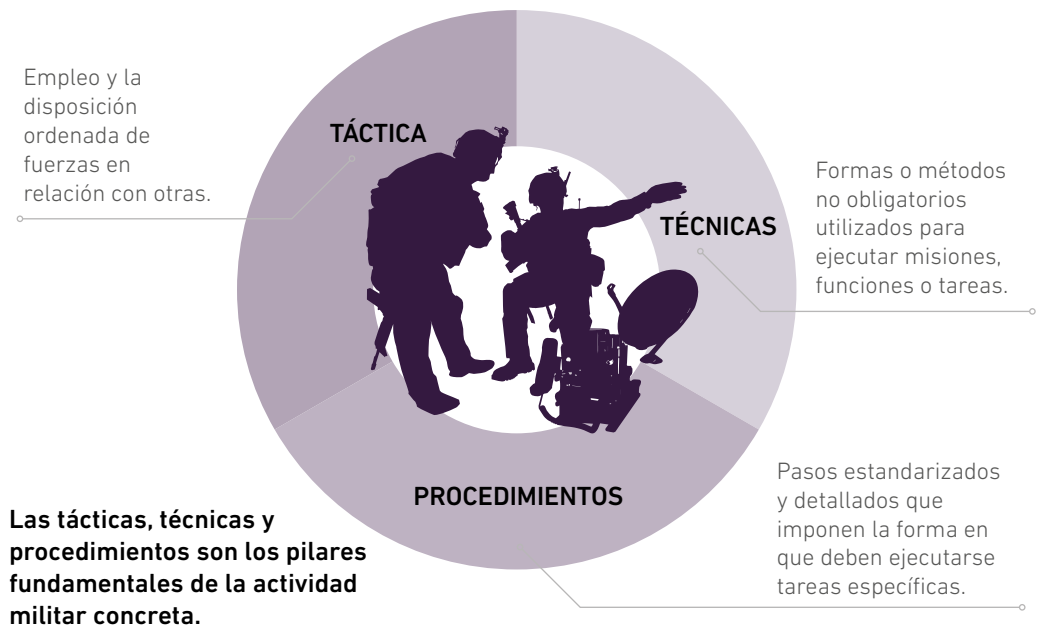 Empleo y la
disposición
ordenada de
fuerzas en
relación con otras.
TÁCTICA
TÉCNICAS
Formas o métodos
no obligatorios
utilizados para
ejecutar misiones,
funciones o tareas.
PROCEDIMIENTOS
Pasos estandarizados
y detallados que
imponen la forma en
que deben ejecutarse
tareas específicas.
Las tácticas, técnicas y
procedimientos son los pilares
fundamentales de la actividad
militar concreta.